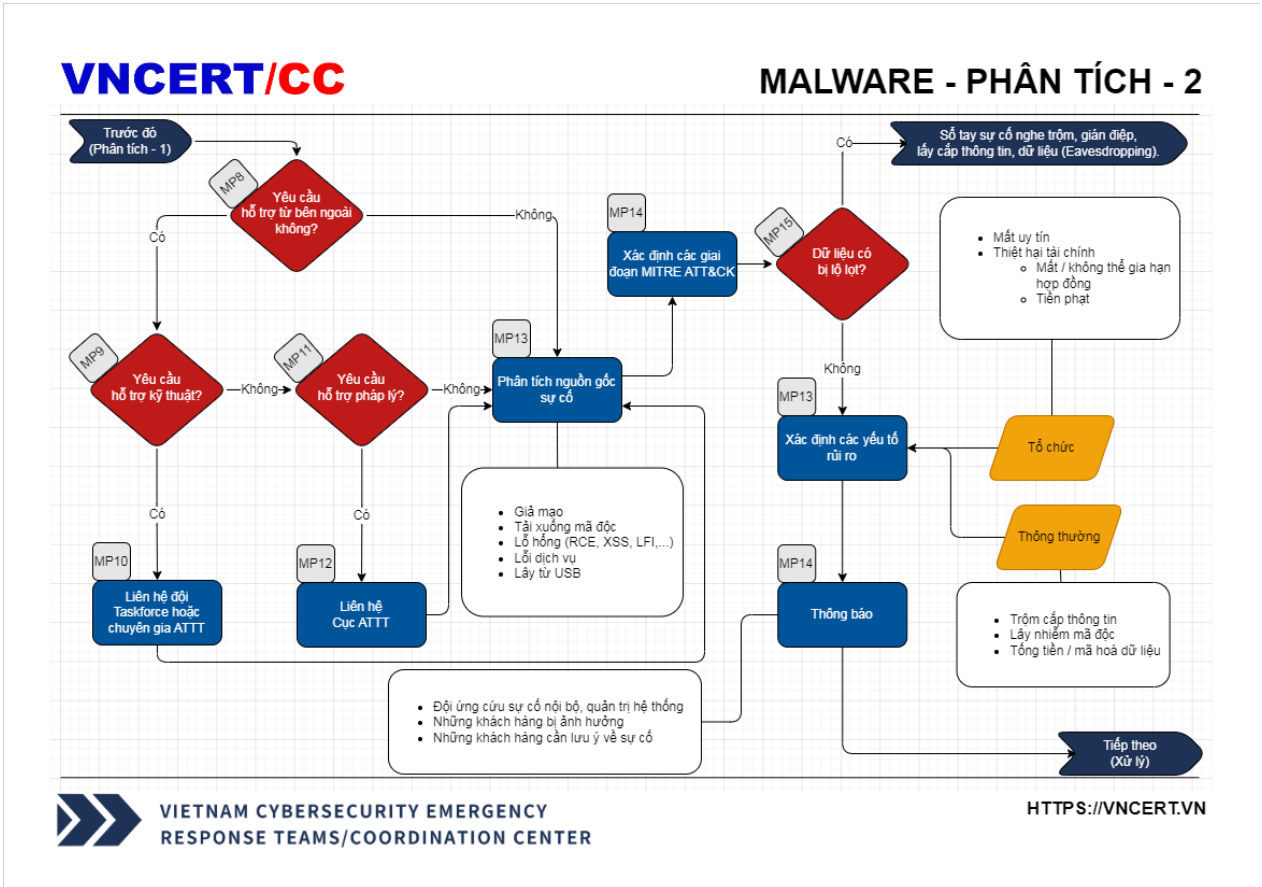 VNCERT/CC
MALWARE - PHÂN TÍCH - 2
Trước đó
(Phân tích - 1)
MP8
Yêu cầu
hỗ trợ từ bên ngoài
không?
Có
Không
MP9
Yêu cầu
hỗ trợ kỹ thuật?
Không
MP11
Yêu cầu
hỗ trợ pháp lý?
Không
Có
Có
MP10
Liên hệ đội
Taskforce hoặc
chuyên gia ATTT
MP12
Liên hệ
Cục ATTT
MP13
Phân tích nguồn gốc
sự cố
Giả mạo
Tải xuống mã độc
Lỗ hổng (RCE, XSS, LFI,...)
Lỗi dịch vụ
Lây từ USB
MP14
Xác định các giai
đoạn MITRE ATT&CK
MP15
Dữ liệu có
bị lộ lọt?
Có
Sổ tay sự cố nghe trộm, gián điệp,
lấy cắp thông tin, dữ liệu (Eavesdropping).
Không
MP13
Xác định các yếu tố
rủi ro
Mất uy tín
Thiệt hại tài chính
Mất / không thể gia hạn
hợp đồng
Tiền phạt
Tổ chức
Thông thường
Trộm cắp thông tin
Lây nhiễm mã độc
Tống tiền / mã hoá dữ liệu
MP14
Thông báo
Đội ứng cứu sự cố nội bộ, quản trị hệ thống
Những khách hàng bị ảnh hưởng
Những khách hàng cần lưu ý về sự cố
Tiếp theo
(Xử lý)
VIETNAM CYBERSECURITY EMERGENCY
RESPONSE TEAMS/COORDINATION CENTER
HTTPS://VNCERT.VN